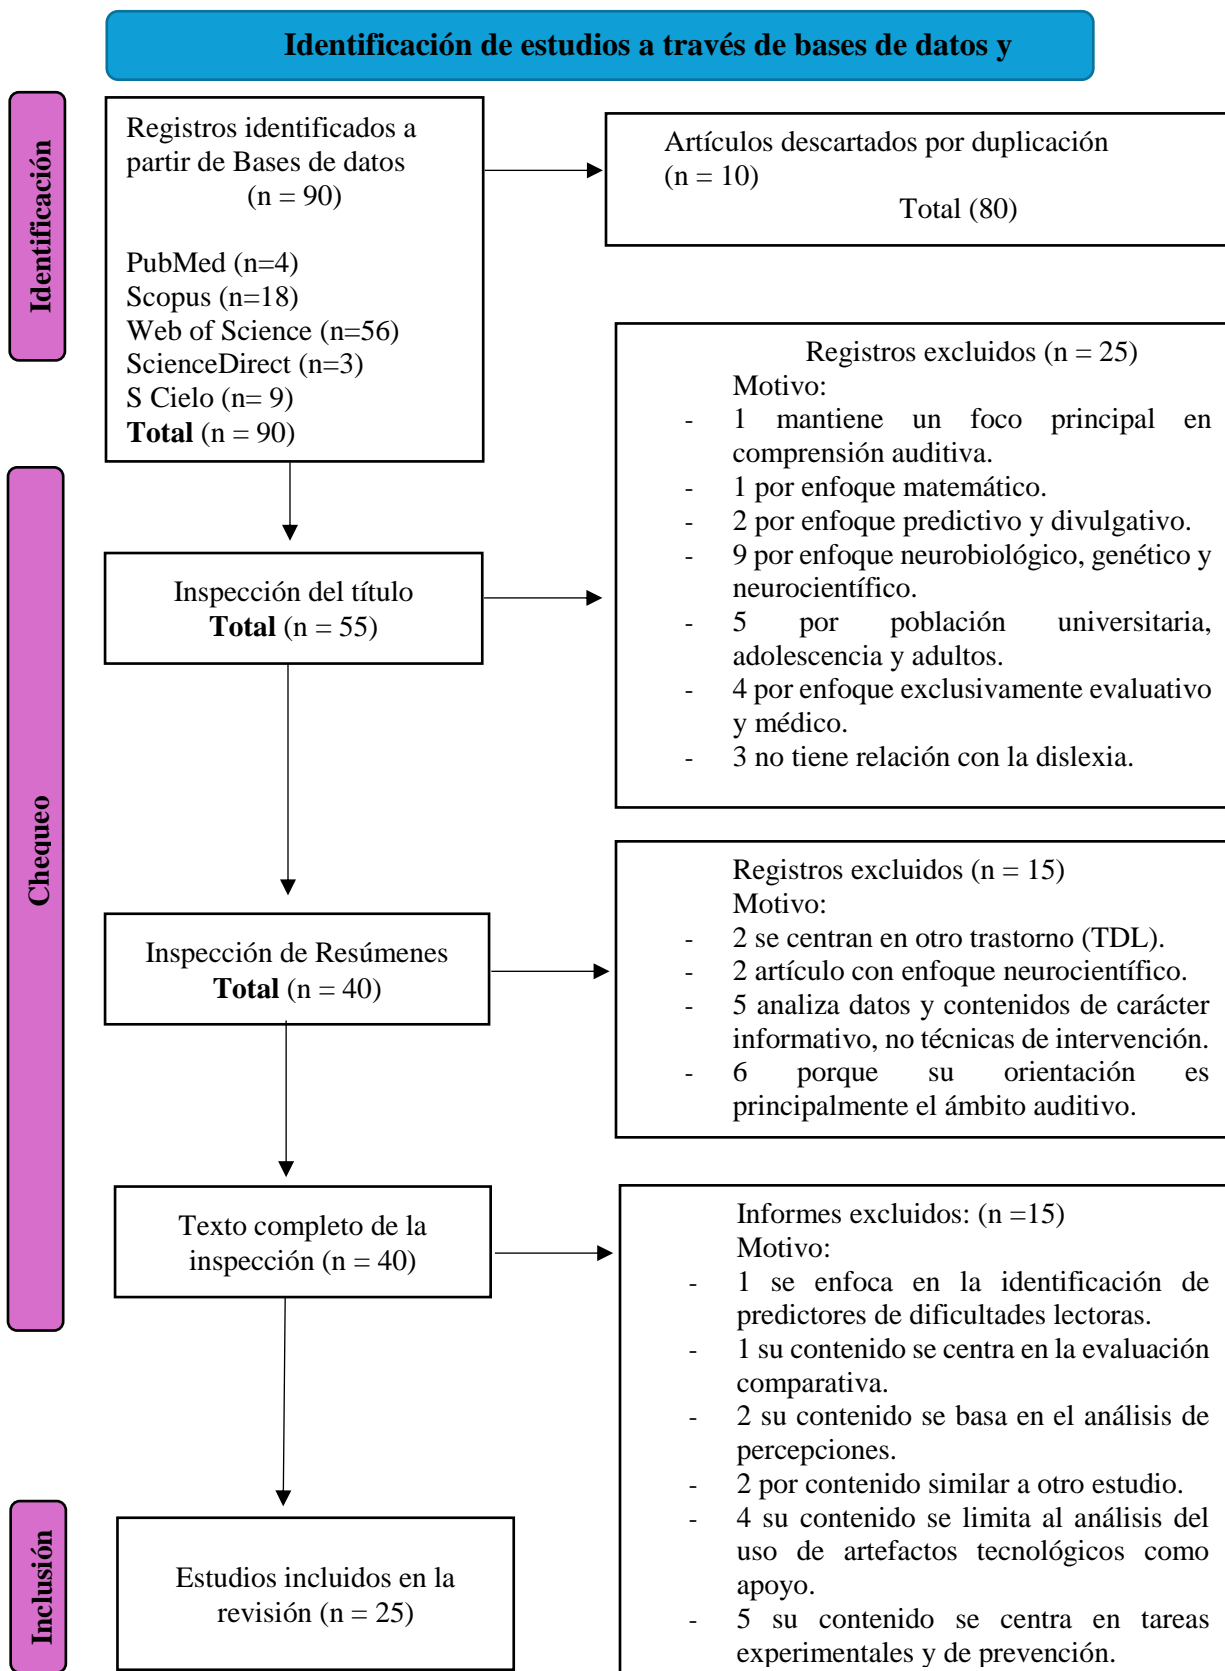 Identificación de estudios a través de bases de datos y
Identificación
Registros identificados a
partir de Bases de datos
(n = 90)
PubMed (n=4)
Scopus (n=18)
Web of Science (n=56)
ScienceDirect (n=3)
S Cielo (n= 9)
Total (n = 90)
Artículos descartados por duplicación
(n = 10)
Total (80)
Chequeo
Inspección del título
Total (n = 55)
Registros excluidos (n = 25)
Motivo:
- 1 mantiene un foco principal en
comprensión auditiva.
- 1 por enfoque matemático.
- 2 por enfoque predictivo y divulgativo.
- 9 por enfoque neurobiológico, genético y
neurocientífico.
- 5 por población universitaria,
adolescencia y adultos.
- 4 por enfoque exclusivamente evaluativo
y médico.
- 3 no tiene relación con la dislexia.
Inspección de Resúmenes
Total (n = 40)
Registros excluidos (n = 15)
Motivo:
- 2 se centran en otro trastorno (TDL).
- 2 artículo con enfoque neurocientífico.
- 5 analiza datos y contenidos de carácter
informativo, no técnicas de intervención.
- 6 porque su orientación es
principalmente el ámbito auditivo.
Texto completo de la
inspección (n = 40)
Informes excluidos: (n =15)
Motivo:
- 1 se enfoca en la identificación de
predictores de dificultades lectoras.
- 1 su contenido se centra en la evaluación
comparativa.
- 2 su contenido se basa en el análisis de
percepciones.
- 2 por contenido similar a otro estudio.
- 4 su contenido se limita al análisis del
uso de artefactos tecnológicos como
apoyo.
- 5 su contenido se centra en tareas
experimentales y de prevención.
Inclusión
Estudios incluidos en la
revisión (n = 25)